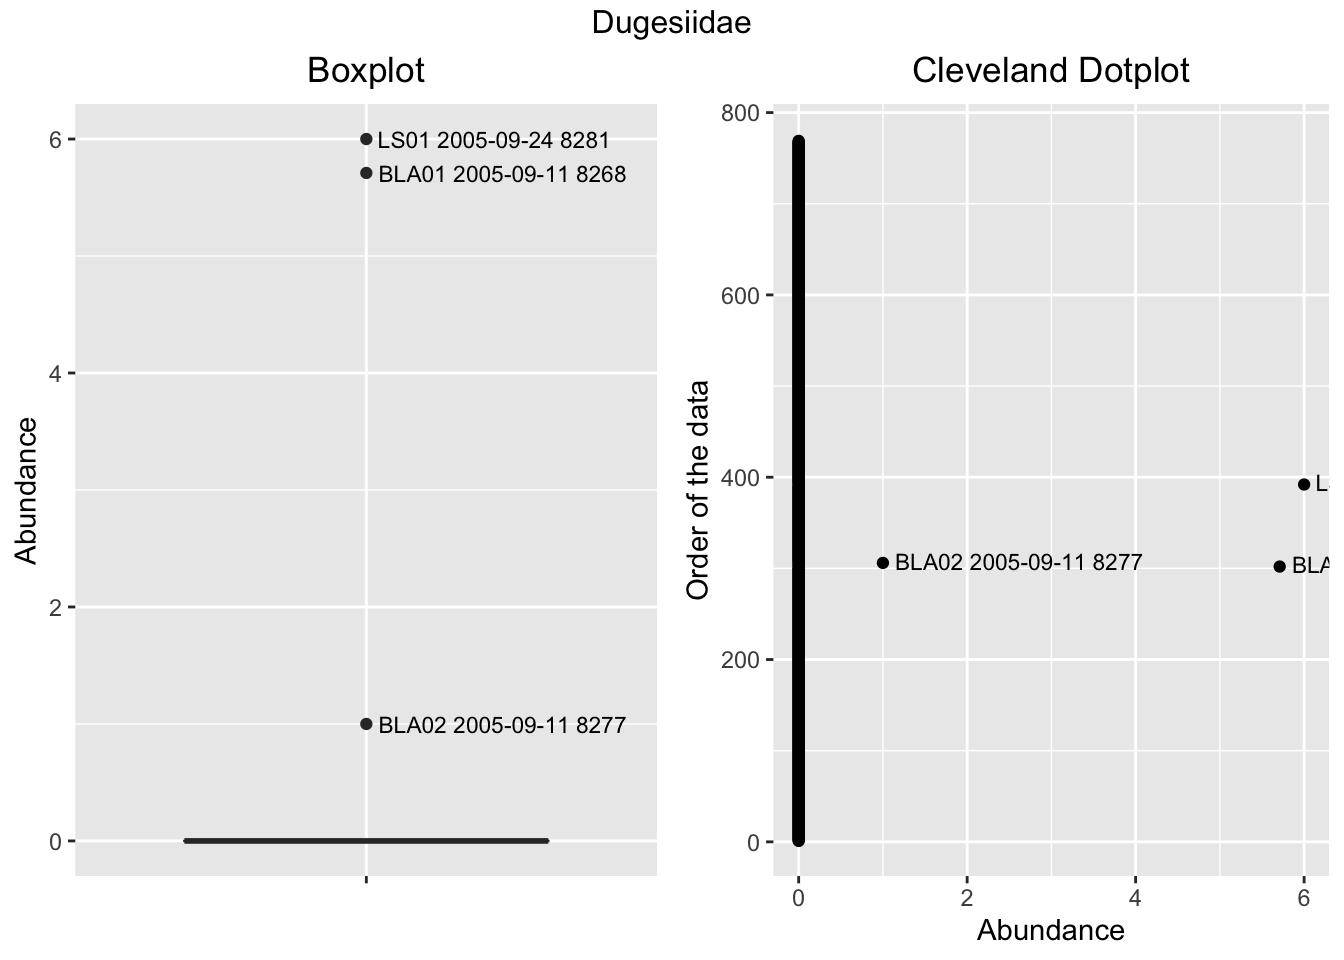 Dugesiidae
Boxplot
Abundance
6
4
2
0
LS01 2005-09-24 8281
BLA01 2005-09-11 8268
BLA02 2005-09-11 8277
Cleveland Dotplot
Order of the data
800
600
400
200
0
L
BLA02 2005-09-11 8277
BLA
0 2 4 6
Abundance